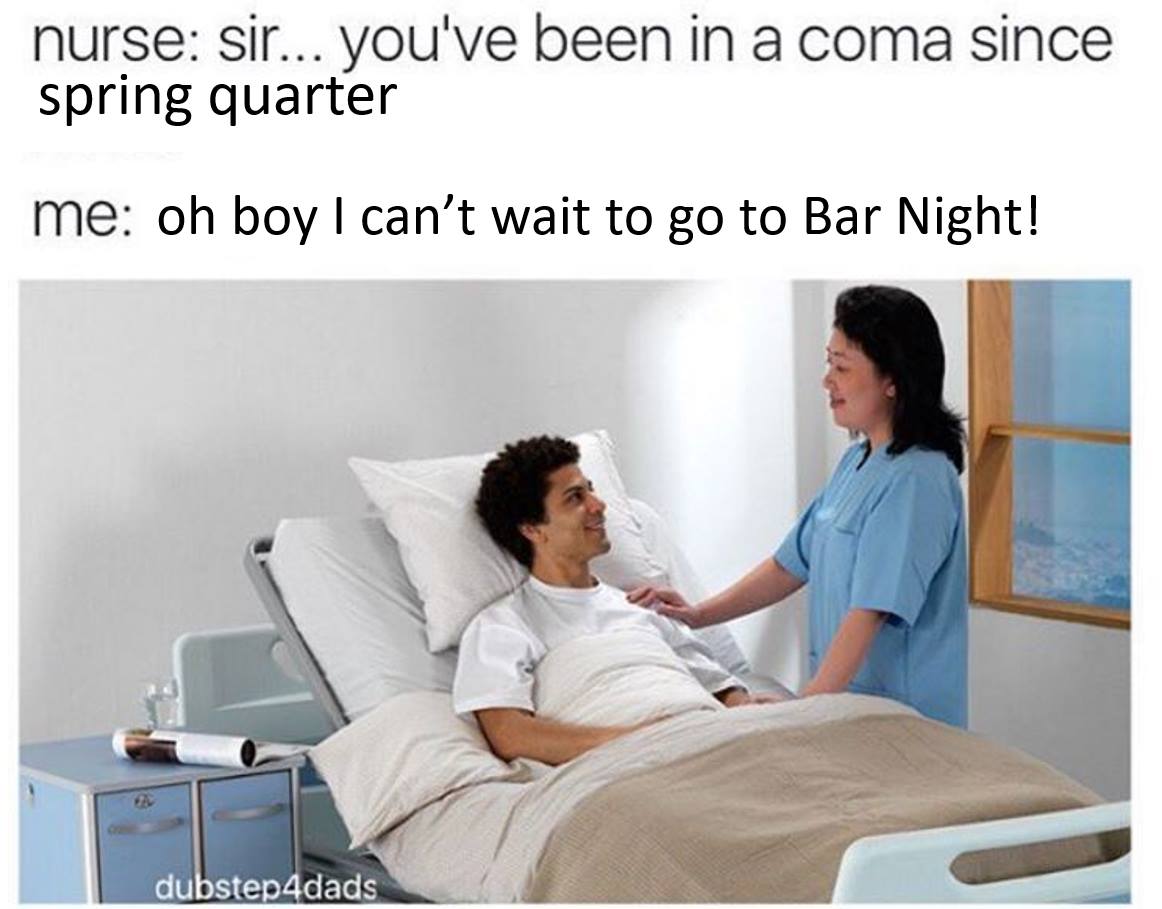 nurse: sir... you've been in a coma since
spring quarter
me: oh boy I can’t wait to go to Bar Night!
dubstep4dads